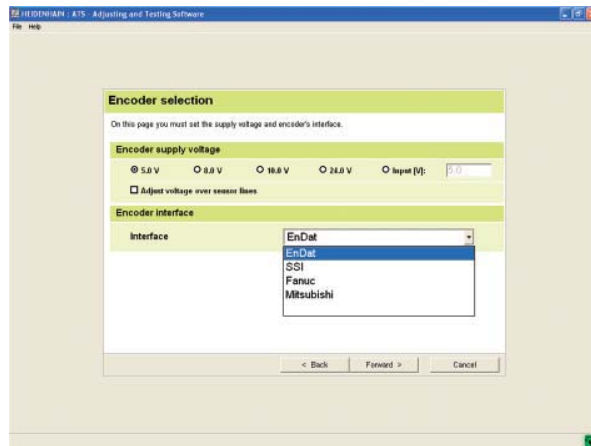 HEIDENHAIN : ATS - Adjusting and Testing Software
File Help
Encoder selection
On this page you must set the supply voltage and encoder's interface.
Encoder supply voltage
5.0 V 8.0 V 10.0 V 24.0 V Input [V]: 5.0
Adjust voltage over sensor lines
Encoder interface
Interface EnDat
EnDat
SSI
Fanuc
Mitsubishi
< Back Forward > Cancel